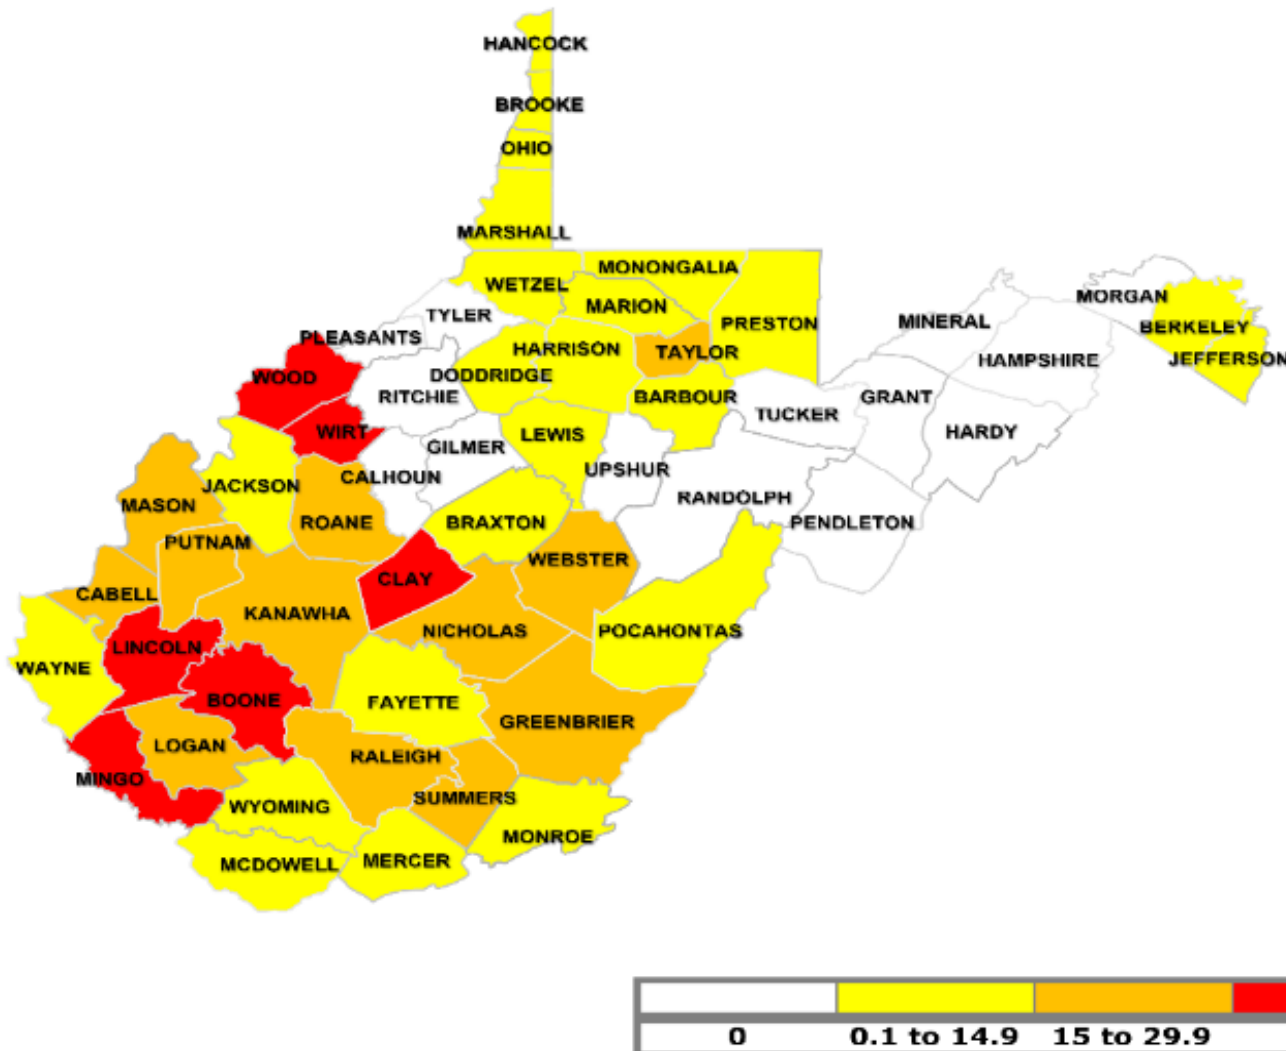 HANCOCK
BROOKE
OHIO
MARSHALL
WETZEL
MONONGALIA
MARION
PRESTON
TYLER
PLEASANTS
HARRISON
TAYLOR
MINERAL
MORGAN
BERKELEY
JEFFERSON
HAMPSHIRE
WOOD
RITCHIE
DODDRIDGE
BARBOUR
TUCKER
GRANT
HARDY
WIRT
GILMER
LEWIS
UPSHUR
CALHOUN
JACKSON
MASON
ROANE
BRAXTON
RANDOLPH
PENDLETON
PUTNAM
WEBSTER
CLAY
CABELL
KANAWHA
NICHOLAS
POCAHONTAS
LINCOLN
WAYNE
BOONE
FAYETTE
GREENBRIER
LOGAN
RALEIGH
MINGO
WYOMING
SUMMERS
MONROE
MCDOWELL
MERCER
0 0.1 to 14.9 15 to 29.9